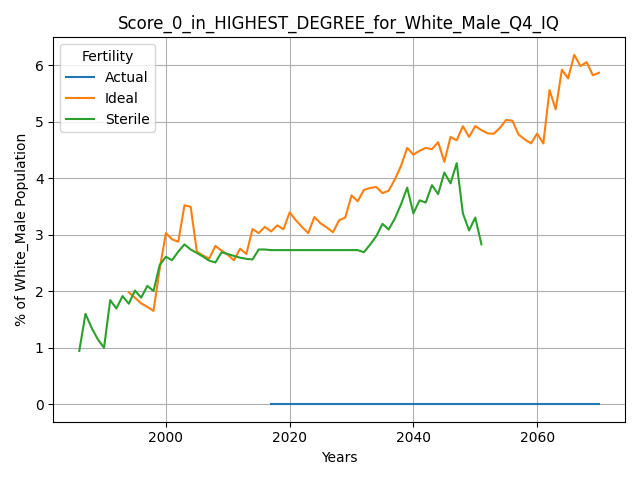 Score_0_in_HIGHEST_DEGREE_for_White_Male_Q4_IQ
Fertility
Actual
Ideal
Sterile
% of White_Male Population
6
5
4
3
2
1
0
2000
2020
2040
2060
Years